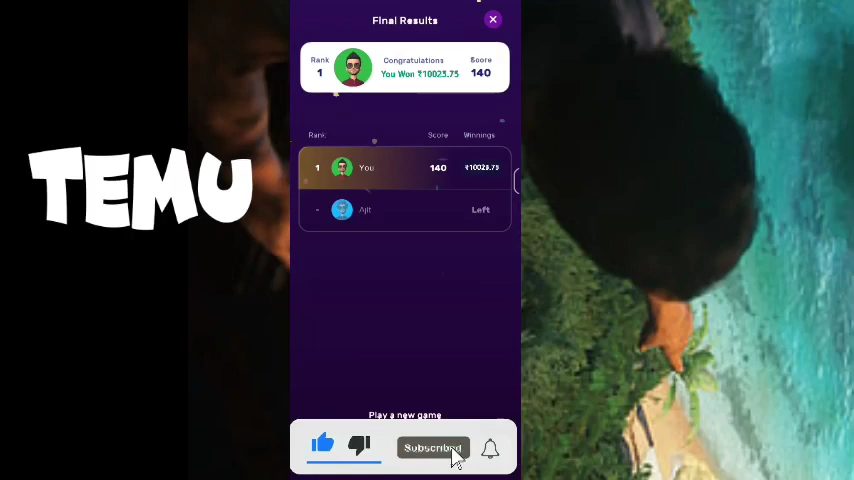 Final Results
Rank
1
Congratulations
You Won ₹10023.75
Score
140
Rank Score Winnings
1 You 140 ₹10023.75
- Ajit Left
TEMU
Play a new game
Subscribed